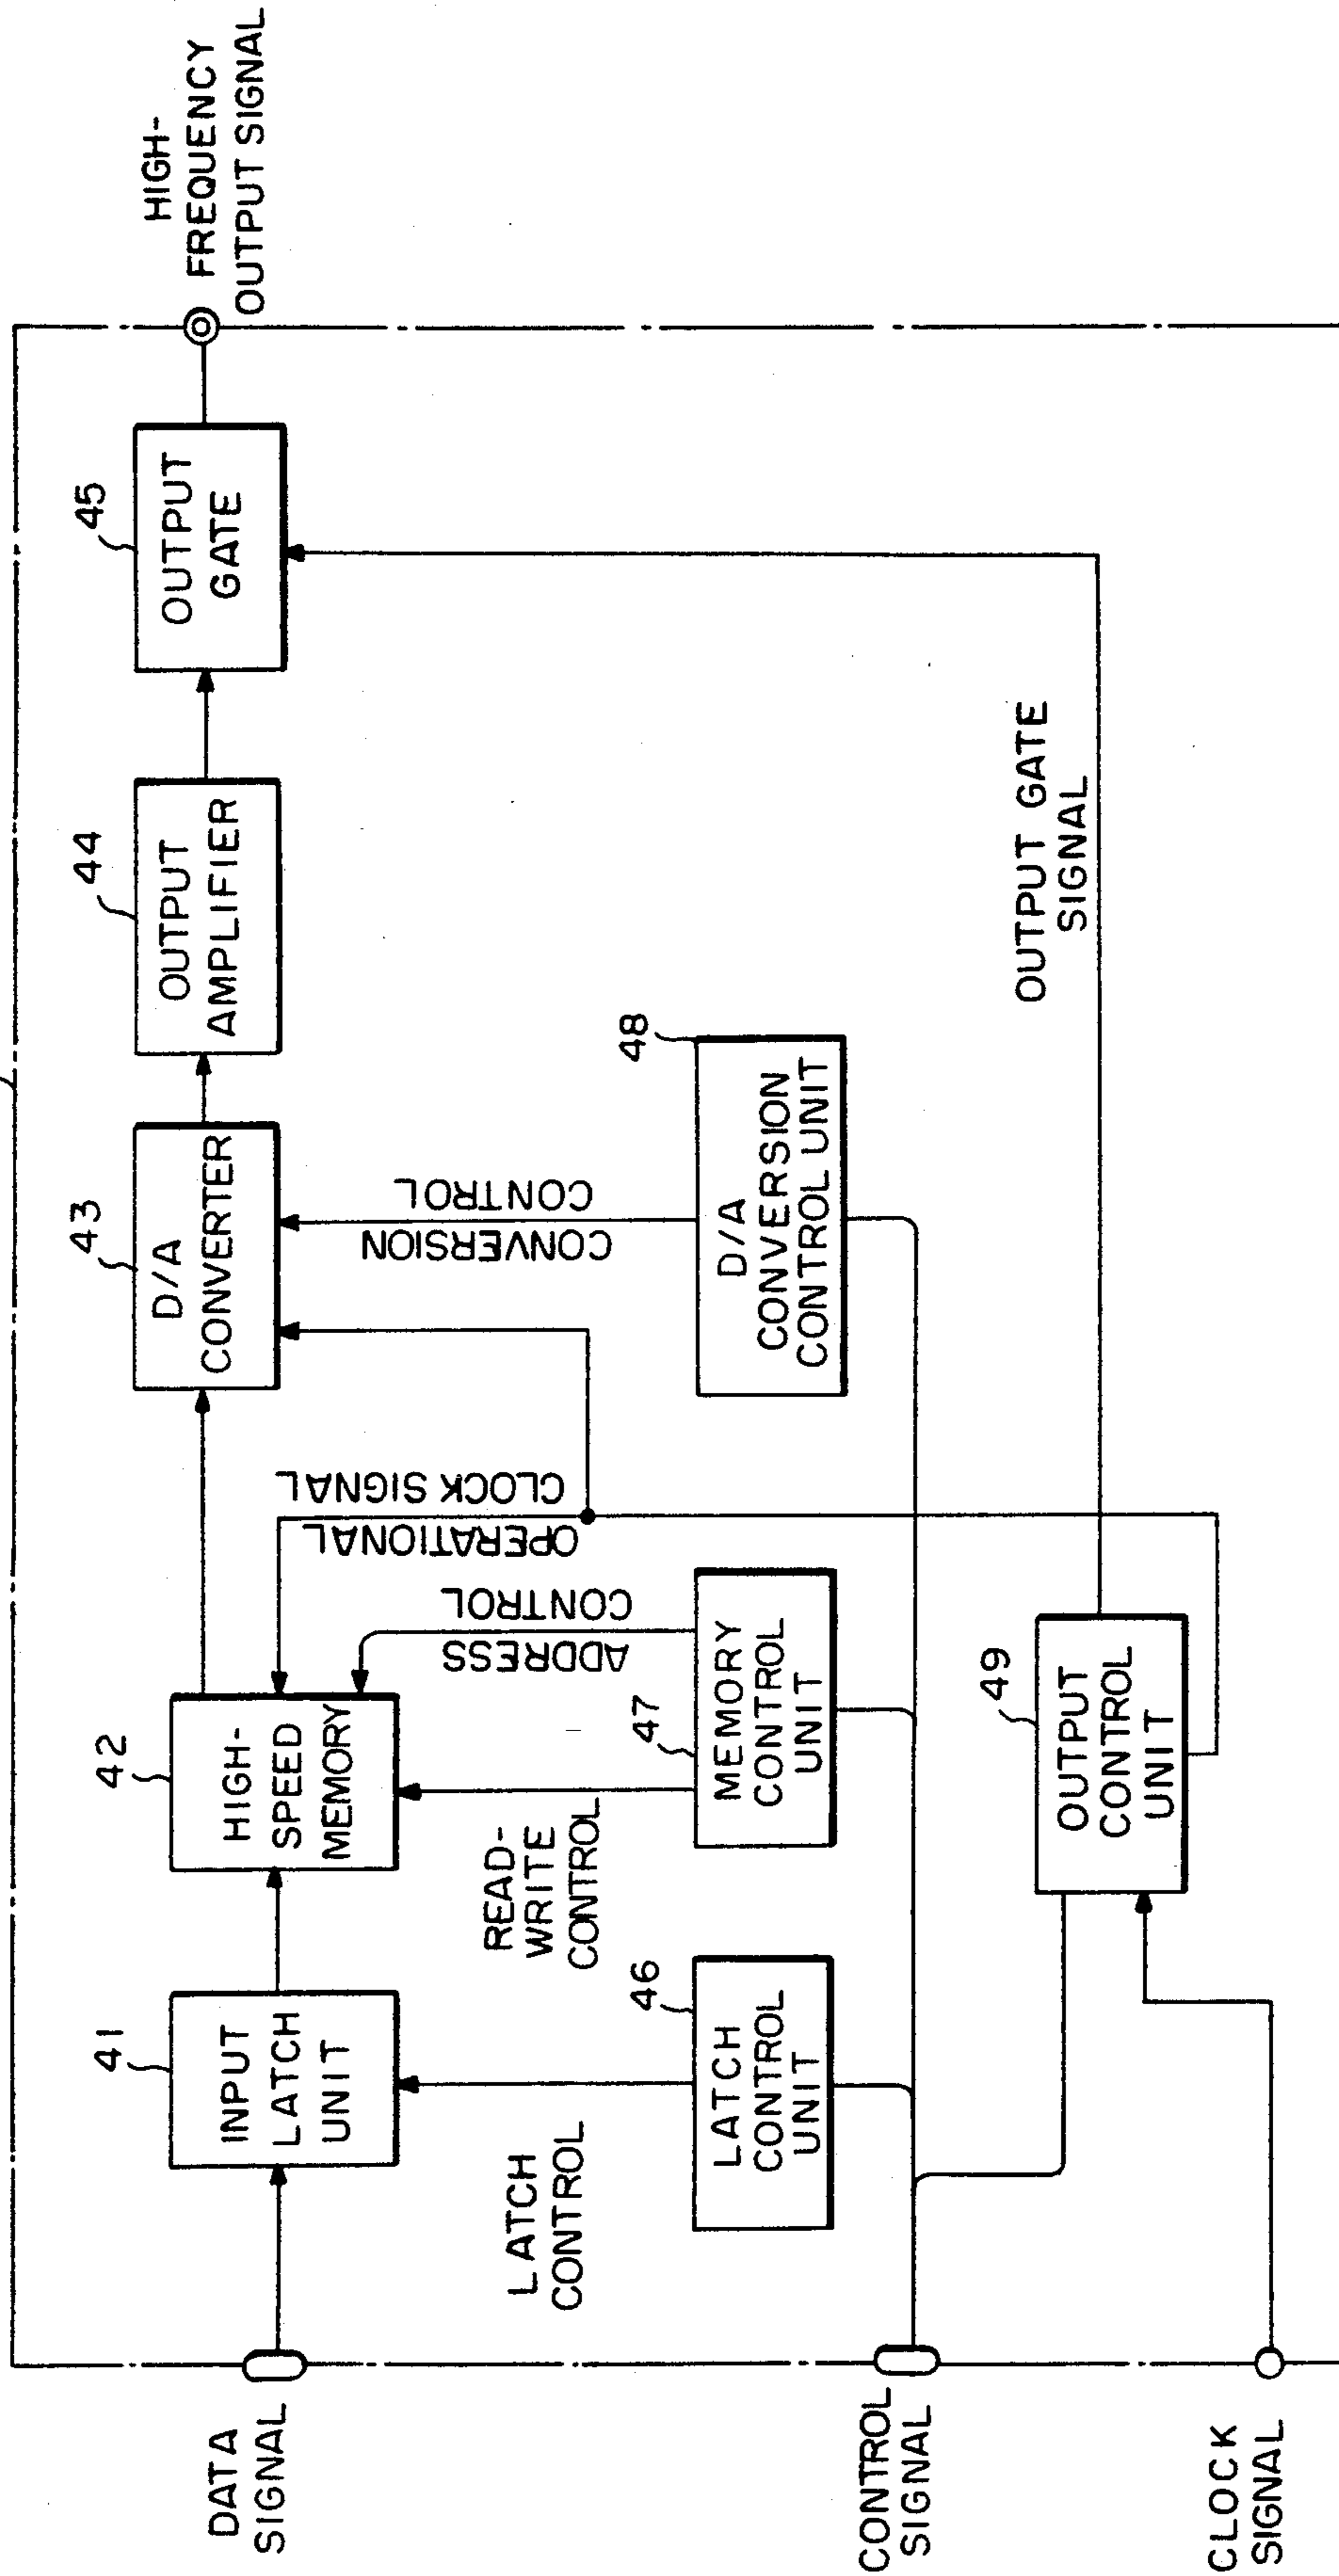 DATA
SIGNAL
41
INPUT
LATCH
UNIT
42
HIGH-
SPEED
MEMORY
43
D/A
CONVERTER
44
OUTPUT
AMPLIFIER
45
OUTPUT
GATE
HIGH-
FREQUENCY
OUTPUT SIGNAL
LATCH
CONTROL
READ-
WRITE
CONTROL
ADDRESS
CONTROL
OPERATIONAL
CLOCK SIGNAL
CONVERSION
CONTROL
46
LATCH
CONTROL
UNIT
47
MEMORY
CONTROL
UNIT
48
D/A
CONVERSION
CONTROL UNIT
CONTROL
SIGNAL
49
OUTPUT
CONTROL
UNIT
OUTPUT GATE
SIGNAL
CLOCK
SIGNAL